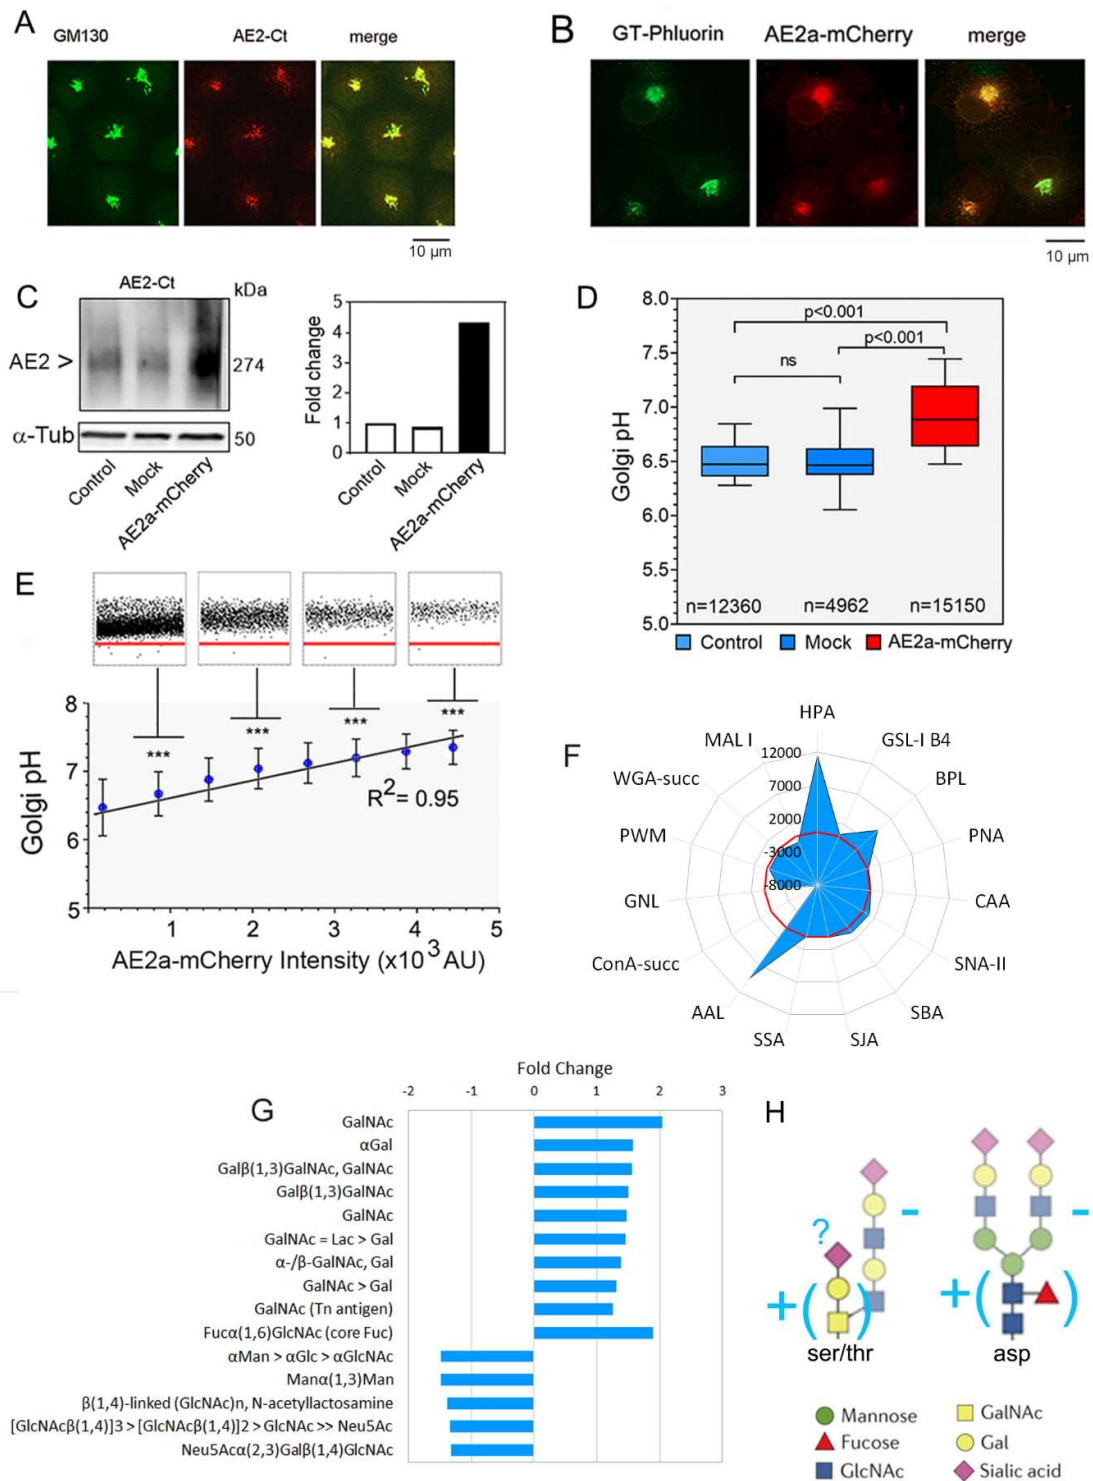 A
GM130 AE2-Ct merge
10 μm
B
GT-Phluorin AE2a-mCherry merge
10 μm
C
AE2-Ct
kDa
AE2 >
274
α-Tub
50
Control
Mock
AE2a-mCherry
Fold change
5
4
3
2
1
0
Control
Mock
AE2a-mCherry
D
Golgi pH
8.0
7.5
7.0
6.5
6.0
5.5
5.0
p<0.001
p<0.001
ns
n=12360 n=4962 n=15150
Control Mock AE2a-mCherry
E
Golgi pH
8
7
6
5
*** *** *** ***
R2= 0.95
1 2 3 4 5
AE2a-mCherry Intensity (x103 AU)
F
HPA
GSL-I B4
BPL
PNA
CAA
SNA-II
SBA
SJA
SSA
AAL
ConA-succ
GNL
PWM
WGA-succ
MAL I
12000
7000
2000
-3000
-8000
G
Fold Change
-2 -1 0 1 2 3
GalNAc
αGal
Galβ(1,3)GalNAc, GalNAc
Galβ(1,3)GalNAc
GalNAc
GalNAc = Lac > Gal
α-/β-GalNAc, Gal
GalNAc > Gal
GalNAc (Tn antigen)
Fucα(1,6)GlcNAc (core Fuc)
αMan > αGlc > αGlcNAc
Manα(1,3)Man
β(1,4)-linked (GlcNAc)n, N-acetyllactosamine
[GlcNAcβ(1,4)]3 > [GlcNAcβ(1,4)]2 > GlcNAc >> Neu5Ac
Neu5Acα(2,3)Galβ(1,4)GlcNAc
H
?
- -
+( ) +( )
ser/thr asp
Mannose GalNAc
Fucose Gal
GlcNAc Sialic acid